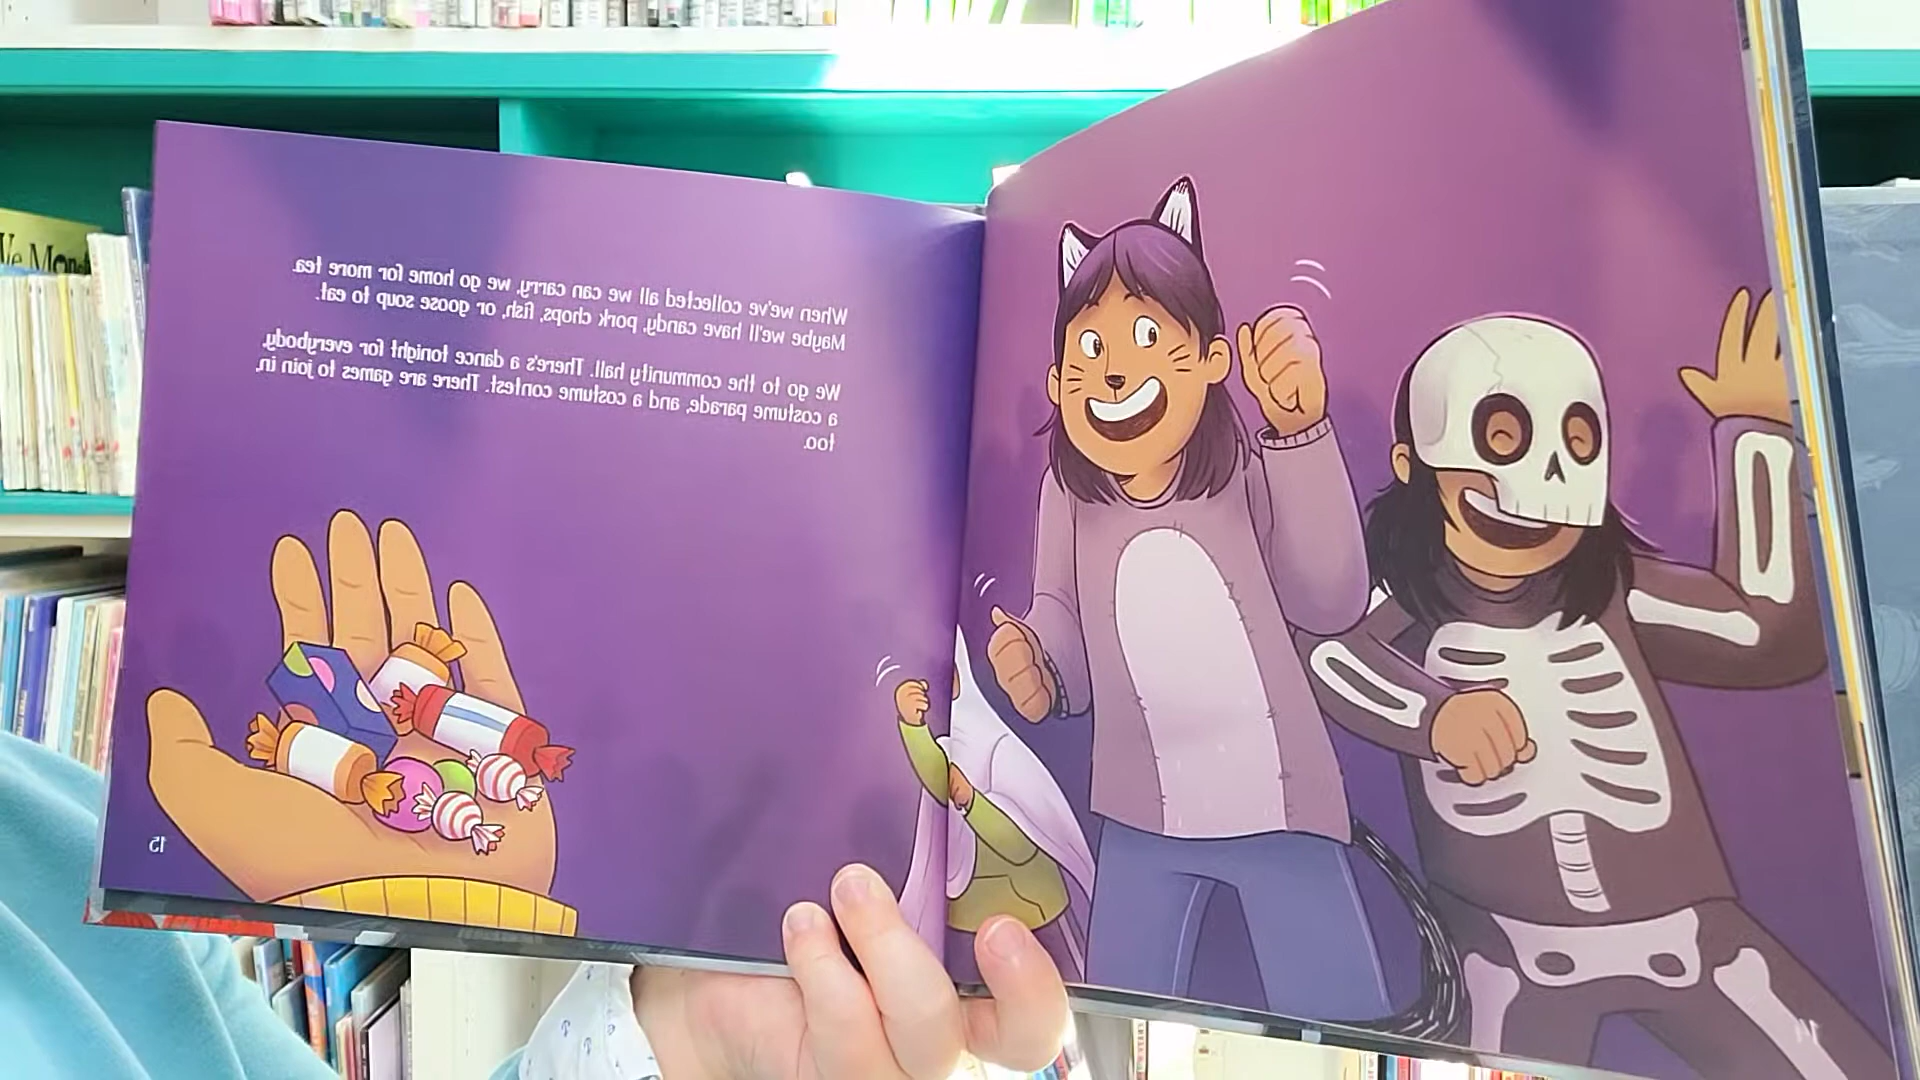 When we've collected all we can carry, we go home for more tea.
Maybe we'll have candy, pork chops, fish, or goose soup to eat.
We go to the community hall. There's a dance tonight for everybody,
a costume parade, and a costume contest. There are games to join in,
too.
15
We Mon